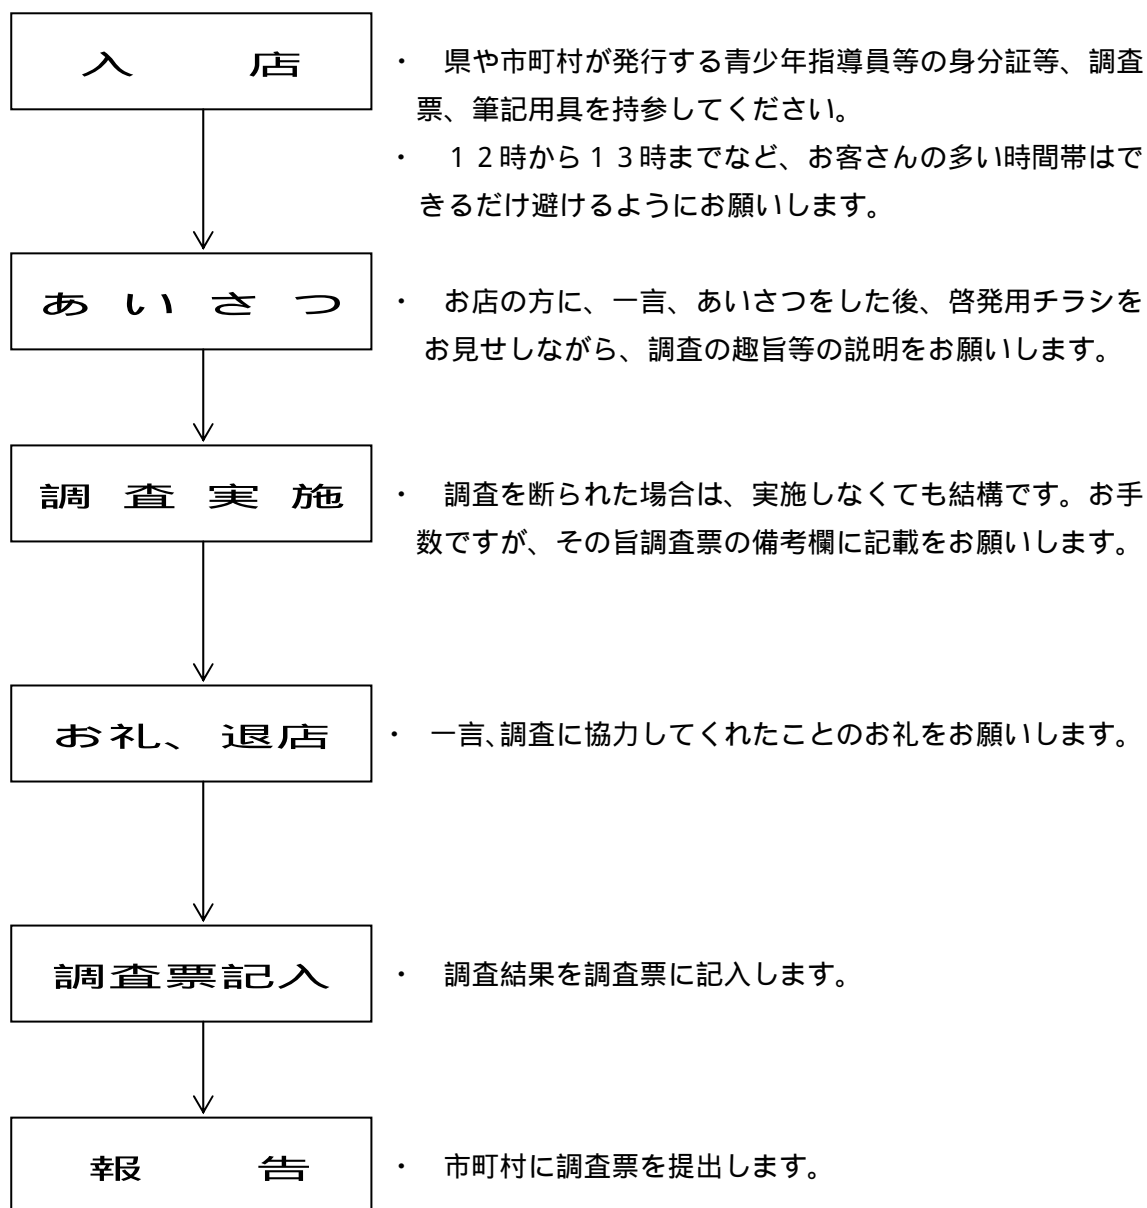 入　　店
・　県や市町村が発行する青少年指導員等の身分証等、調査
票、筆記用具を持参してください。
・　１２時から１３時までなど、お客さんの多い時間帯はで
きるだけ避けるようにお願いします。
あ い さ つ
・　お店の方に、一言、あいさつをした後、啓発用チラシを
お見せしながら、調査の趣旨等の説明をお願いします。
調 査 実 施
・　調査を断られた場合は、実施しなくても結構です。お手
数ですが、その旨調査票の備考欄に記載をお願いします。
お礼、退店
・　一言、調査に協力してくれたことのお礼をお願いします。
調査票記入
・　調査結果を調査票に記入します。
報　　告
・　市町村に調査票を提出します。